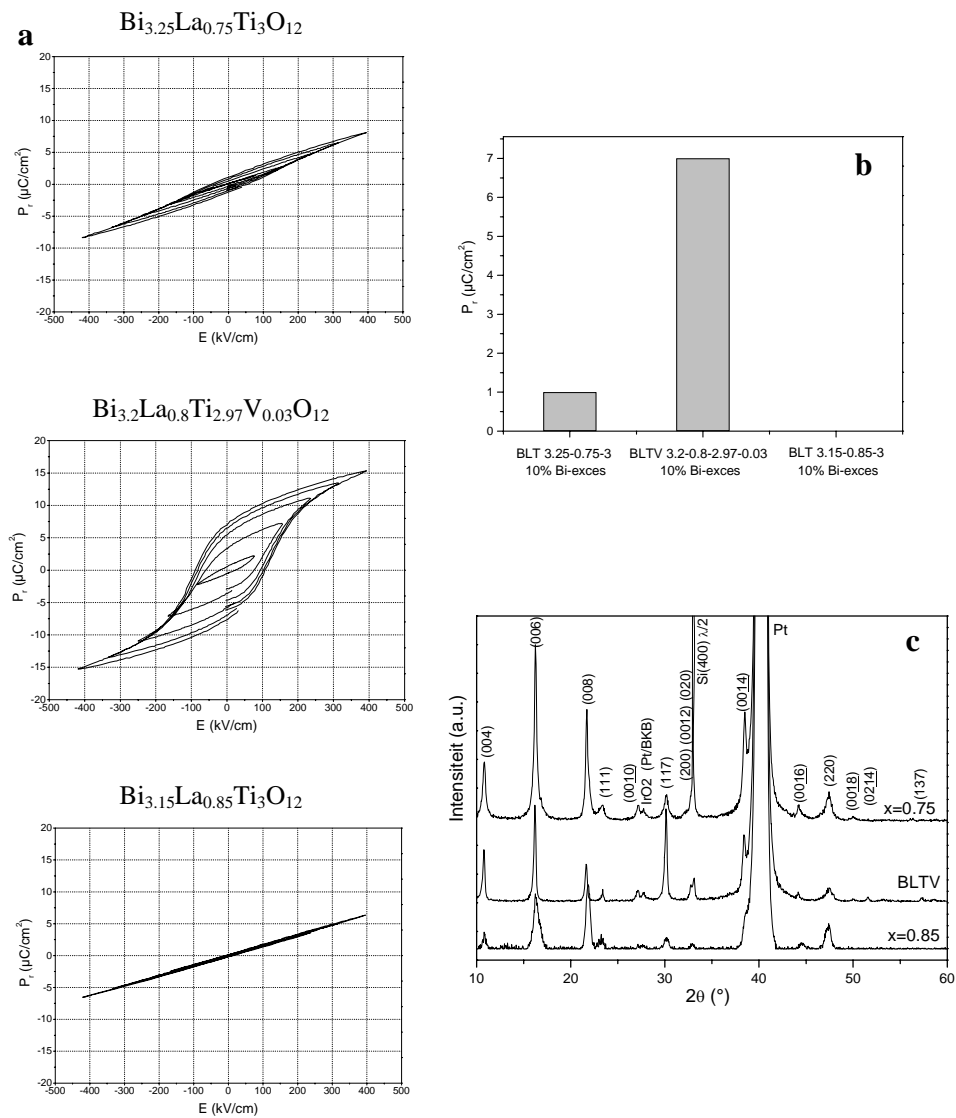 a
Bi3.25La0.75Ti3O12
20
15
10
5
0
-5
-10
-15
-20
Pr (µC/cm2)
-500 -400 -300 -200 -100 0 100 200 300 400 500
E (kV/cm)
Bi3.2La0.8Ti2.97V0.03O12
20
15
10
5
0
-5
-10
-15
-20
Pr (µC/cm2)
-500 -400 -300 -200 -100 0 100 200 300 400 500
E (kV/cm)
Bi3.15La0.85Ti3O12
20
15
10
5
0
-5
-10
-15
-20
Pr (µC/cm2)
-500 -400 -300 -200 -100 0 100 200 300 400 500
E (kV/cm)
b
7
6
5
4
3
2
1
0
Pr (µC/cm2)
BLT 3.25-0.75-3
10% Bi-exces
BLTV 3.2-0.8-2.97-0.03
10% Bi-exces
BLT 3.15-0.85-3
10% Bi-exces
c
Intensiteit (a.u.)
(004)
(006)
(008)
(111)
(0010)
IrO2 (Pt/BKB)
(117)
(200) (0012) (020)
Si(400) λ/2
(0014)
Pt
(0016)
(220)
(0018)
(0214)
(137)
x=0.75
BLTV
x=0.85
10 20 30 40 50 60
2θ (°)